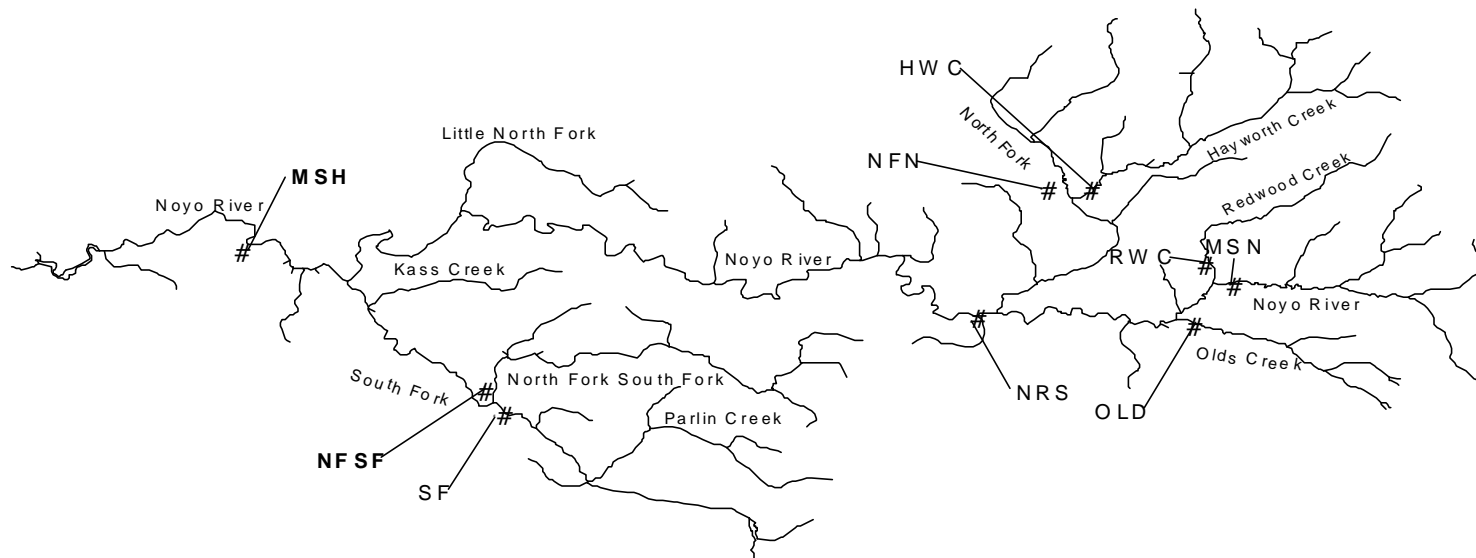 HWC
North Fork
Hayworth Creek
Little North Fork
NFN
MSH
Redwood Creek
Noyo River
RWC
MSN
Kass Creek
Noyo River
Noyo River
Olds Creek
South Fork
North Fork South Fork
NRS
OLD
Parlin Creek
NFSF
SF
#
#
#
#
#
#
#
#
#